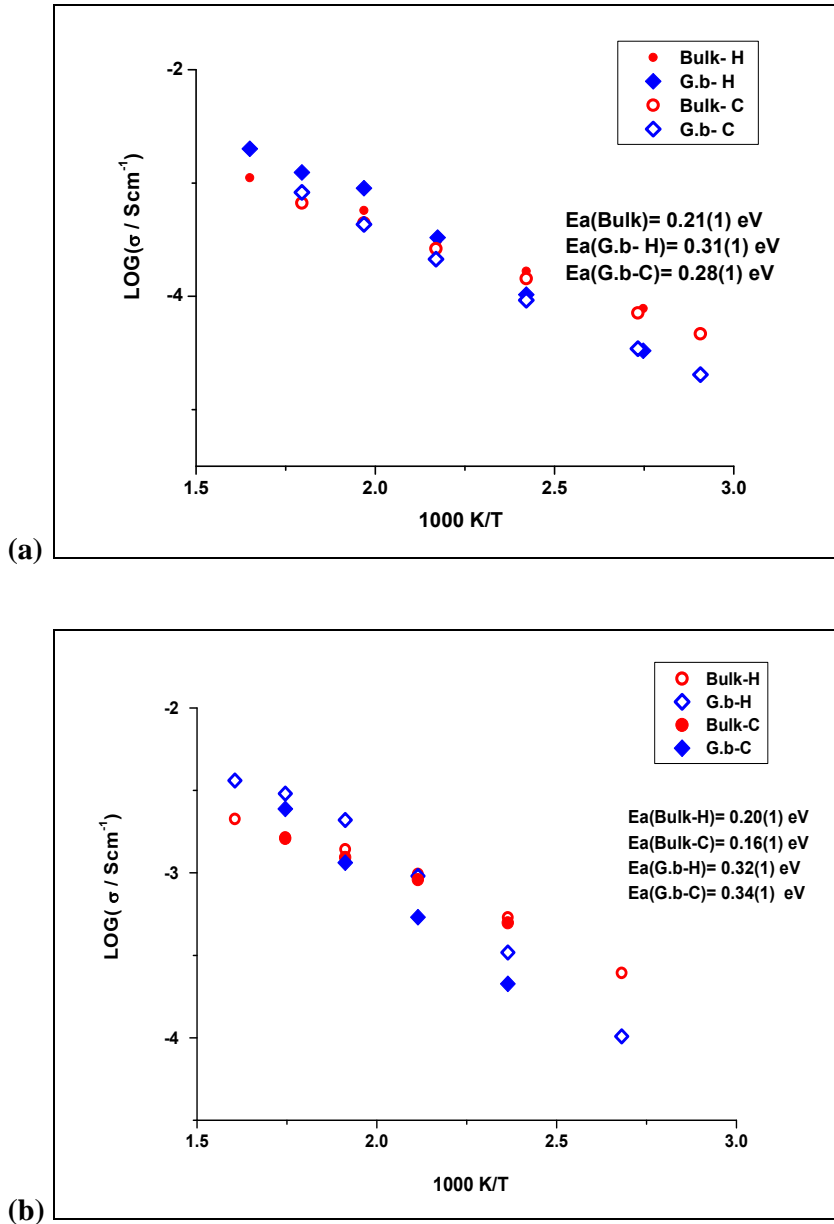 -2
Bulk- H
G.b- H
Bulk- C
G.b- C
LOG(σ / Scm⁻¹)
Ea(Bulk)= 0.21(1) eV
Ea(G.b- H)= 0.31(1) eV
Ea(G.b-C)= 0.28(1) eV
-4
1.5 2.0 2.5 3.0
1000 K/T
(a)
Bulk-H
G.b-H
Bulk-C
G.b-C
-2
LOG( σ / Scm⁻¹)
Ea(Bulk-H)= 0.20(1) eV
Ea(Bulk-C)= 0.16(1) eV
Ea(G.b-H)= 0.32(1) eV
Ea(G.b-C)= 0.34(1) eV
-3
-4
1.5 2.0 2.5 3.0
1000 K/T
(b)